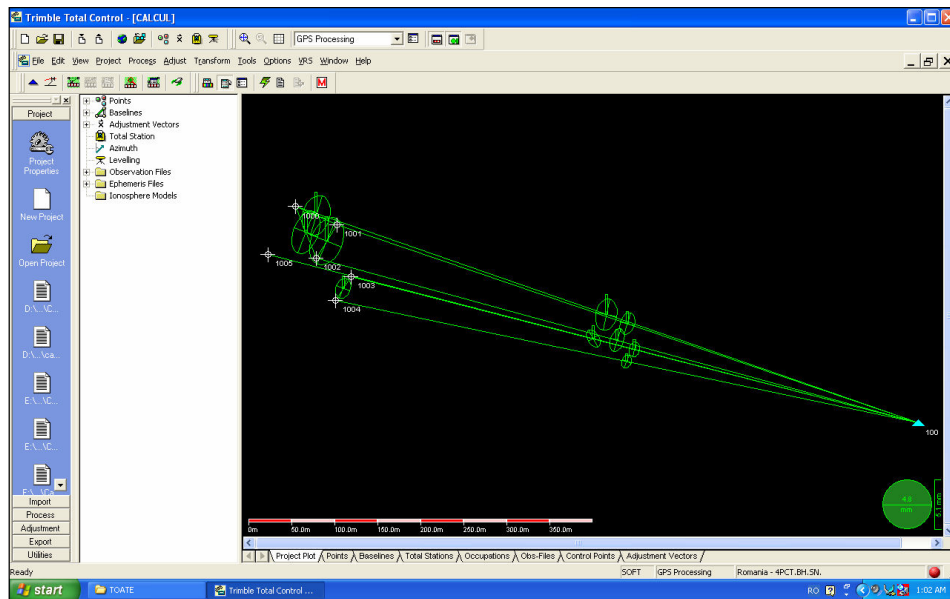 Trimble Total Control - [CALCUL]
GPS Processing
File Edit View Project Process Adjust Transform Tools Options VRS Window Help
Project
Project Properties
New Project
Open Project
D:\...\C...
D:\...\ca...
E:\...\C...
E:\...\C...
Import
Process
Adjustment
Export
Utilities
Points
Baselines
Adjustment Vectors
Total Station
Azimuth
Levelling
Observation Files
Ephemeris Files
Ionosphere Models
1000
1001
1005
1002
1003
1004
100
4.8
mm
0m 50.0m 100.0m 150.0m 200.0m 250.0m 300.0m 350.0m
Project Plot Points Baselines Total Stations Occupations Obs-Files Control Points Adjustment Vectors
Ready
SOFT GPS Processing Romania - 4PCT.BH.SN.
start TOATE Trimble Total Control ... RO 1:02 AM